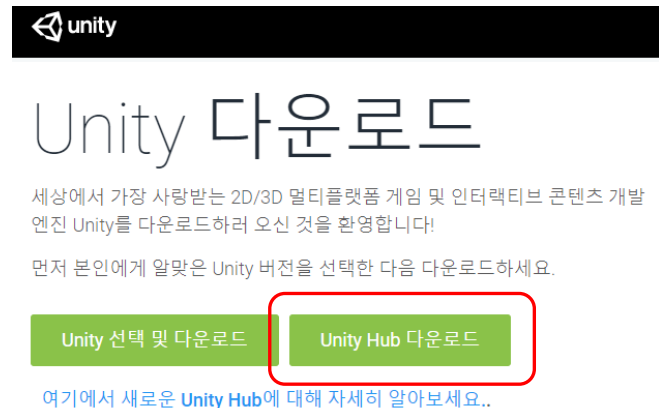 unity
Unity 다운로드
세상에서 가장 사랑받는 2D/3D 멀티플랫폼 게임 및 인터랙티브 콘텐츠 개발
엔진 Unity를 다운로드하러 오신 것을 환영합니다!
먼저 본인에게 알맞은 Unity 버전을 선택한 다음 다운로드하세요.
Unity 선택 및 다운로드 Unity Hub 다운로드
여기에서 새로운 Unity Hub에 대해 자세히 알아보세요..